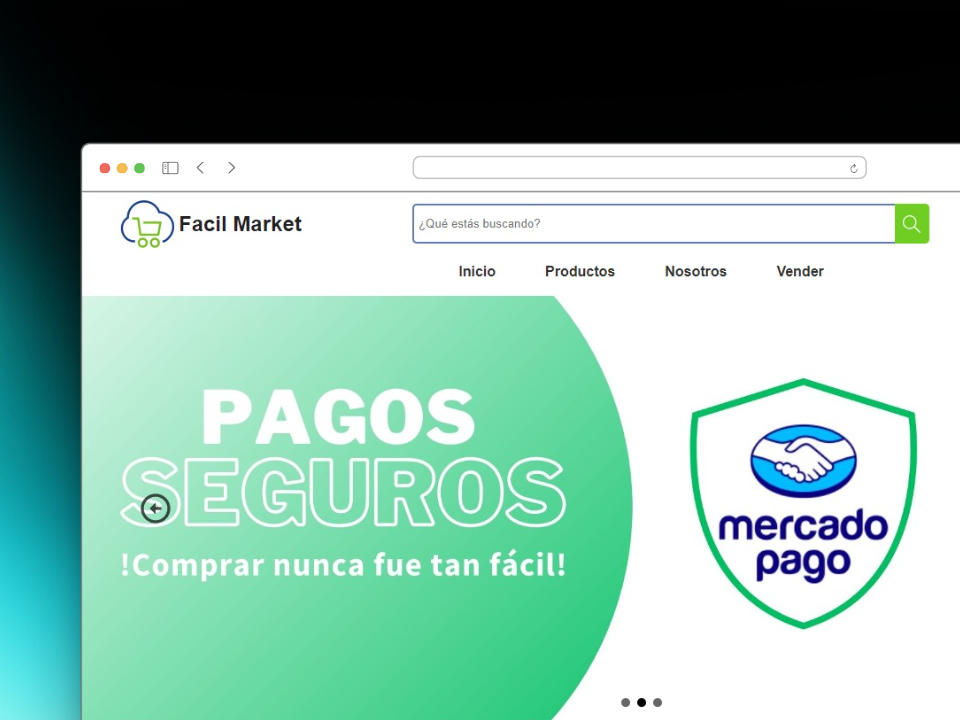 Facil Market
¿Qué estás buscando?
Inicio Productos Nosotros Vender
PAGOS
SEGUROS
!Comprar nunca fue tan fácil!
mercado
pago